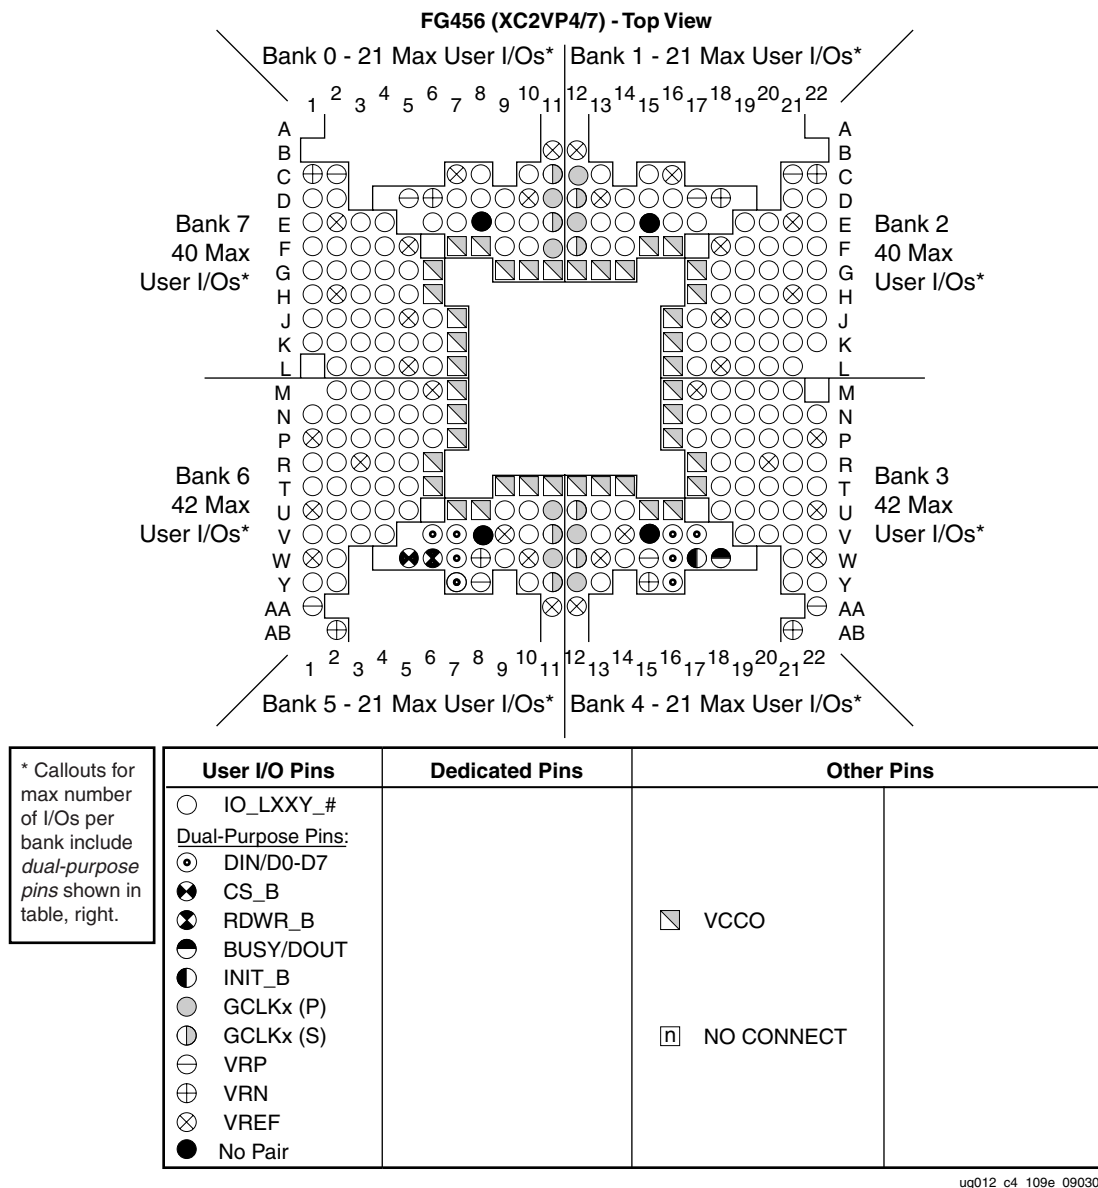 FG456 (XC2VP4/7) - Top View
Bank 0 - 21 Max User I/Os* Bank 1 - 21 Max User I/Os*
1 2 3 4 5 6 7 8 9 10 11 12 13 14 15 16 17 18 19 20 21 22
A A
B B
C C
D D
E E
F F
G G
H H
J J
K K
L L
M M
N N
P P
R R
T T
U U
V V
W W
Y Y
AA AA
AB AB
Bank 7
40 Max
User I/Os*
Bank 2
40 Max
User I/Os*
Bank 6
42 Max
User I/Os*
Bank 3
42 Max
User I/Os*
1 2 3 4 5 6 7 8 9 10 11 12 13 14 15 16 17 18 19 20 21 22
Bank 5 - 21 Max User I/Os* Bank 4 - 21 Max User I/Os*
* Callouts for
max number
of I/Os per
bank include
dual-purpose
pins shown in
table, right.
User I/O Pins Dedicated Pins Other Pins
IO_LXXY_#
Dual-Purpose Pins:
DIN/D0-D7
CS_B
RDWR_B
BUSY/DOUT
INIT_B
GCLKx (P)
GCLKx (S)
VRP
VRN
VREF
No Pair
VCCO
n NO CONNECT
ug012_c4_109e_09030